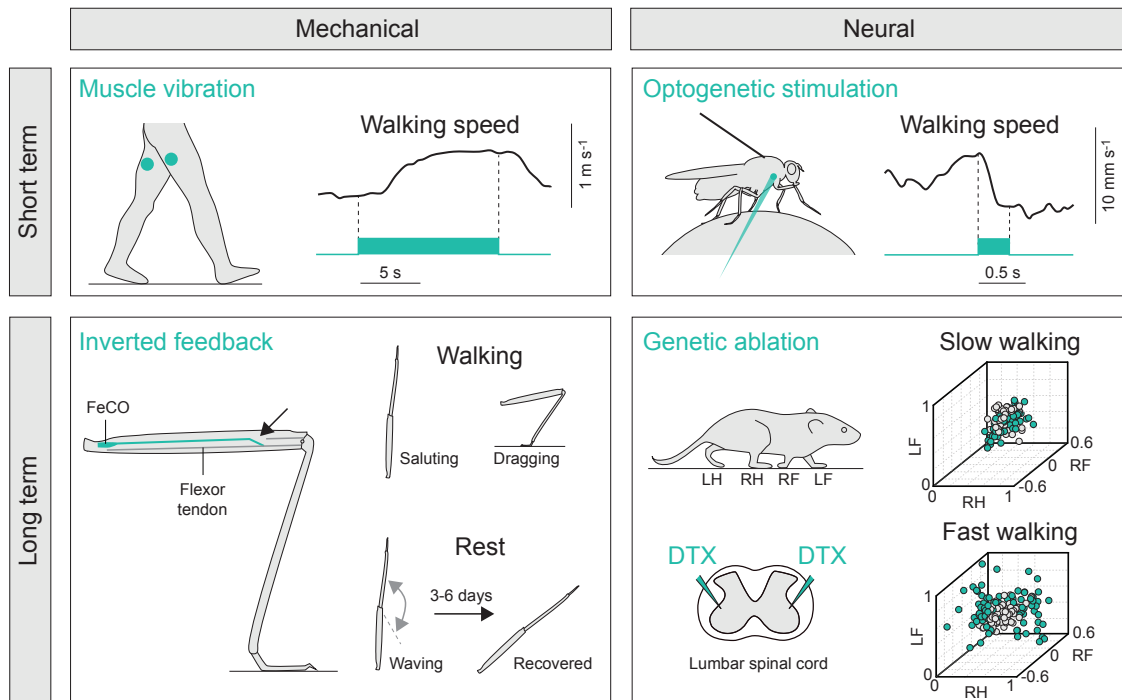 Mechanical
Neural
Short term
Muscle vibration
Walking speed
1 m s⁻¹
5 s
Optogenetic stimulation
Walking speed
10 mm s⁻¹
0.5 s
Long term
Inverted feedback
FeCO
Flexor
tendon
Walking
Saluting
Dragging
Rest
3-6 days
Waving
Recovered
Genetic ablation
LH
RH
RF
LF
DTX
DTX
Lumbar spinal cord
Slow walking
1
LF
0
0
RH
1
-0.6
0
RF
0.6
Fast walking
1
LF
0
0
RH
1
-0.6
0
RF
0.6